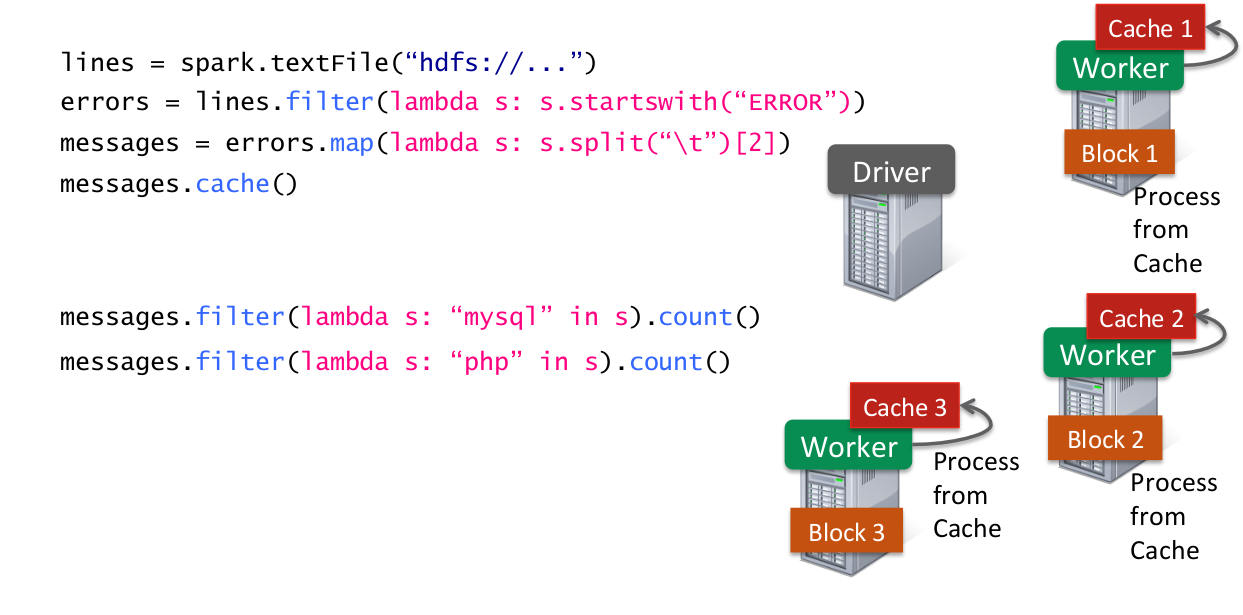 lines = spark.textFile(“hdfs://...”)
errors = lines.filter(lambda s: s.startswith(“ERROR”))
messages = errors.map(lambda s: s.split(“\t”)[2])
messages.cache()
messages.filter(lambda s: “mysql” in s).count()
messages.filter(lambda s: “php” in s).count()
Driver
Cache 1
Worker
Block 1
Process
from
Cache
Cache 2
Worker
Block 2
Process
from
Cache
Cache 3
Worker
Block 3
Process
from
Cache